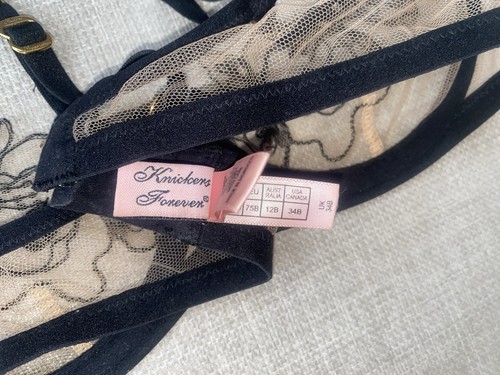 Knickers
Forever®
EU AUST RALIA USA CANADA
75B 12B 34B
UK 34B